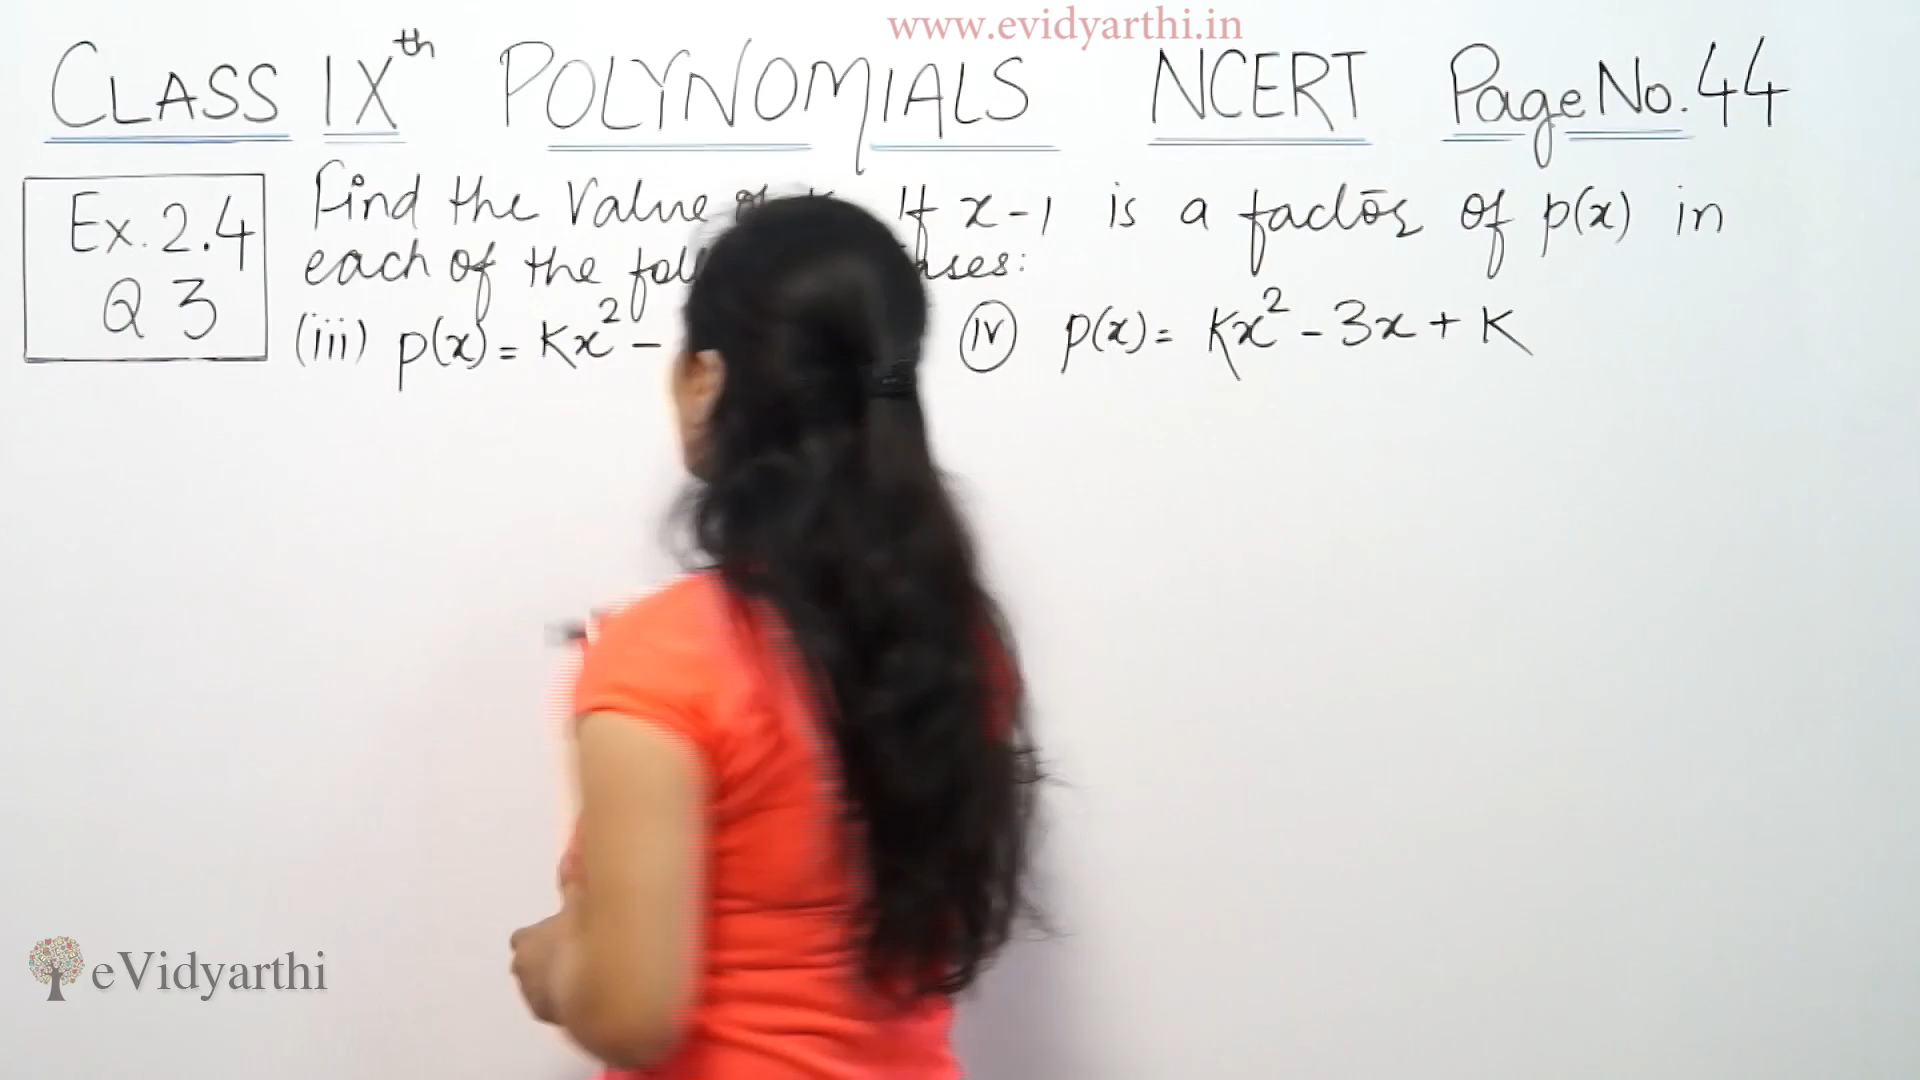 www.evidyarthi.in
CLASS IXth POLYNOMIALS NCERT Page No. 44
Ex. 2.4
Q 3
Find the Value of If x-1 is a factor of p(x) in
each of the
(iii) p(x) = Kx² -
(iv) p(x) = Kx² - 3x + K
eVidyarthi